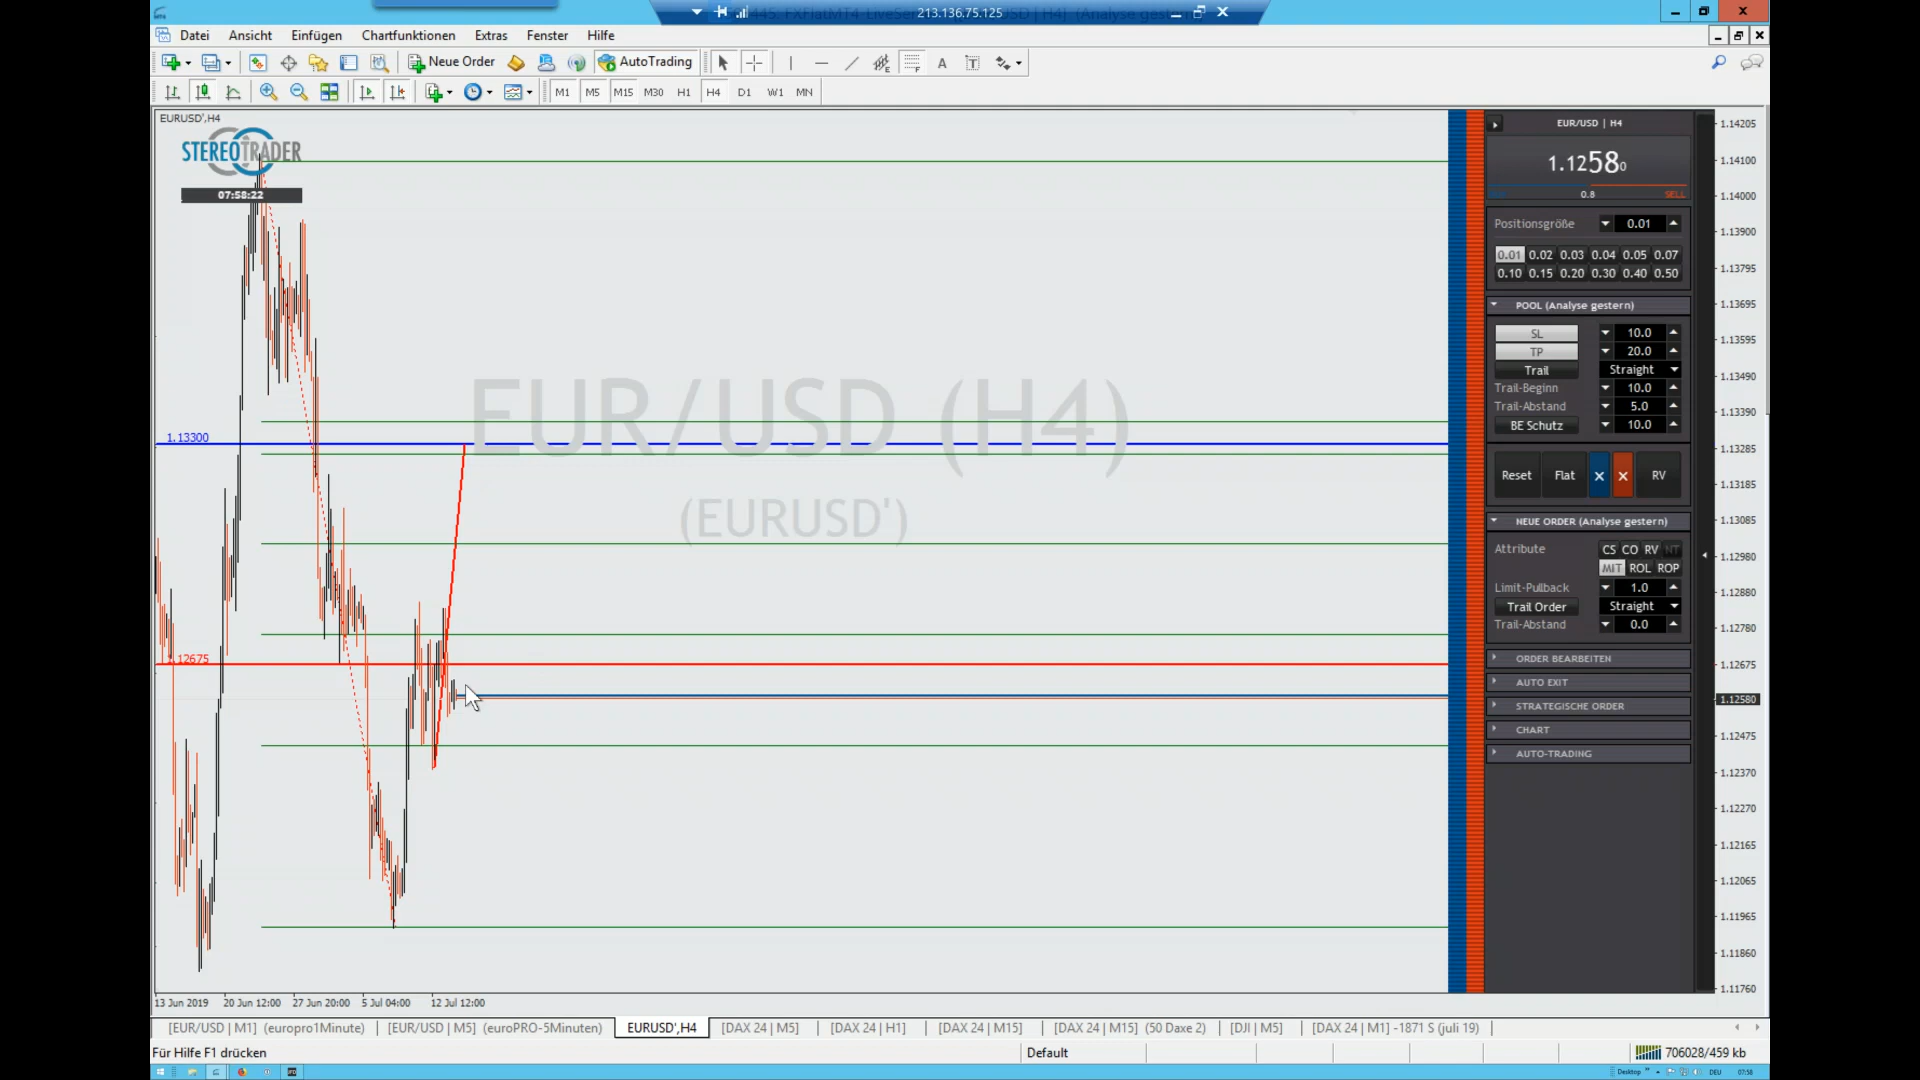 213.136.75.125
Datei Ansicht Einfügen Chartfunktionen Extras Fenster Hilfe
Neue Order AutoTrading A T
M1 M5 M15 M30 H1 H4 D1 W1 MN
EURUSD',H4
STEREOTRADER
07:58:22
EUR/USD (H4)
(EURUSD')
1.13300
1.12675
13 Jun 2019 20 Jun 12:00 27 Jun 20:00 5 Jul 04:00 12 Jul 12:00
EUR/USD | H4
1.12580
0.8 SELL
Positionsgröße 0.01
0.01 0.02 0.03 0.04 0.05 0.07
0.10 0.15 0.20 0.30 0.40 0.50
POOL (Analyse gestern)
SL 10.0
TP 20.0
Trail Straight
Trail-Beginn 10.0
Trail-Abstand 5.0
BE Schutz 10.0
Reset Flat X X RV
NEUE ORDER (Analyse gestern)
Attribute CS CO RV NT
MIT ROL ROP
Limit-Pullback 1.0
Trail Order Straight
Trail-Abstand 0.0
ORDER BEARBEITEN
AUTO EXIT
STRATEGISCHE ORDER
CHART
AUTO-TRADING
1.14205
1.14100
1.14000
1.13900
1.13795
1.13695
1.13595
1.13490
1.13390
1.13285
1.13185
1.13085
1.12980
1.12880
1.12780
1.12675
1.12580
1.12475
1.12370
1.12270
1.12165
1.12065
1.11965
1.11860
1.11760
[EUR/USD | M1] (europro1Minute) [EUR/USD | M5] (euroPRO-5Minuten) EURUSD',H4 [DAX 24 | M5] [DAX 24 | H1] [DAX 24 | M15] [DAX 24 | M15] (50 Daxe 2) [DJI | M5] [DAX 24 | M1] -1871 S (juli 19)
Für Hilfe F1 drücken Default 706028/459 kb
Desktop DEU 07:58